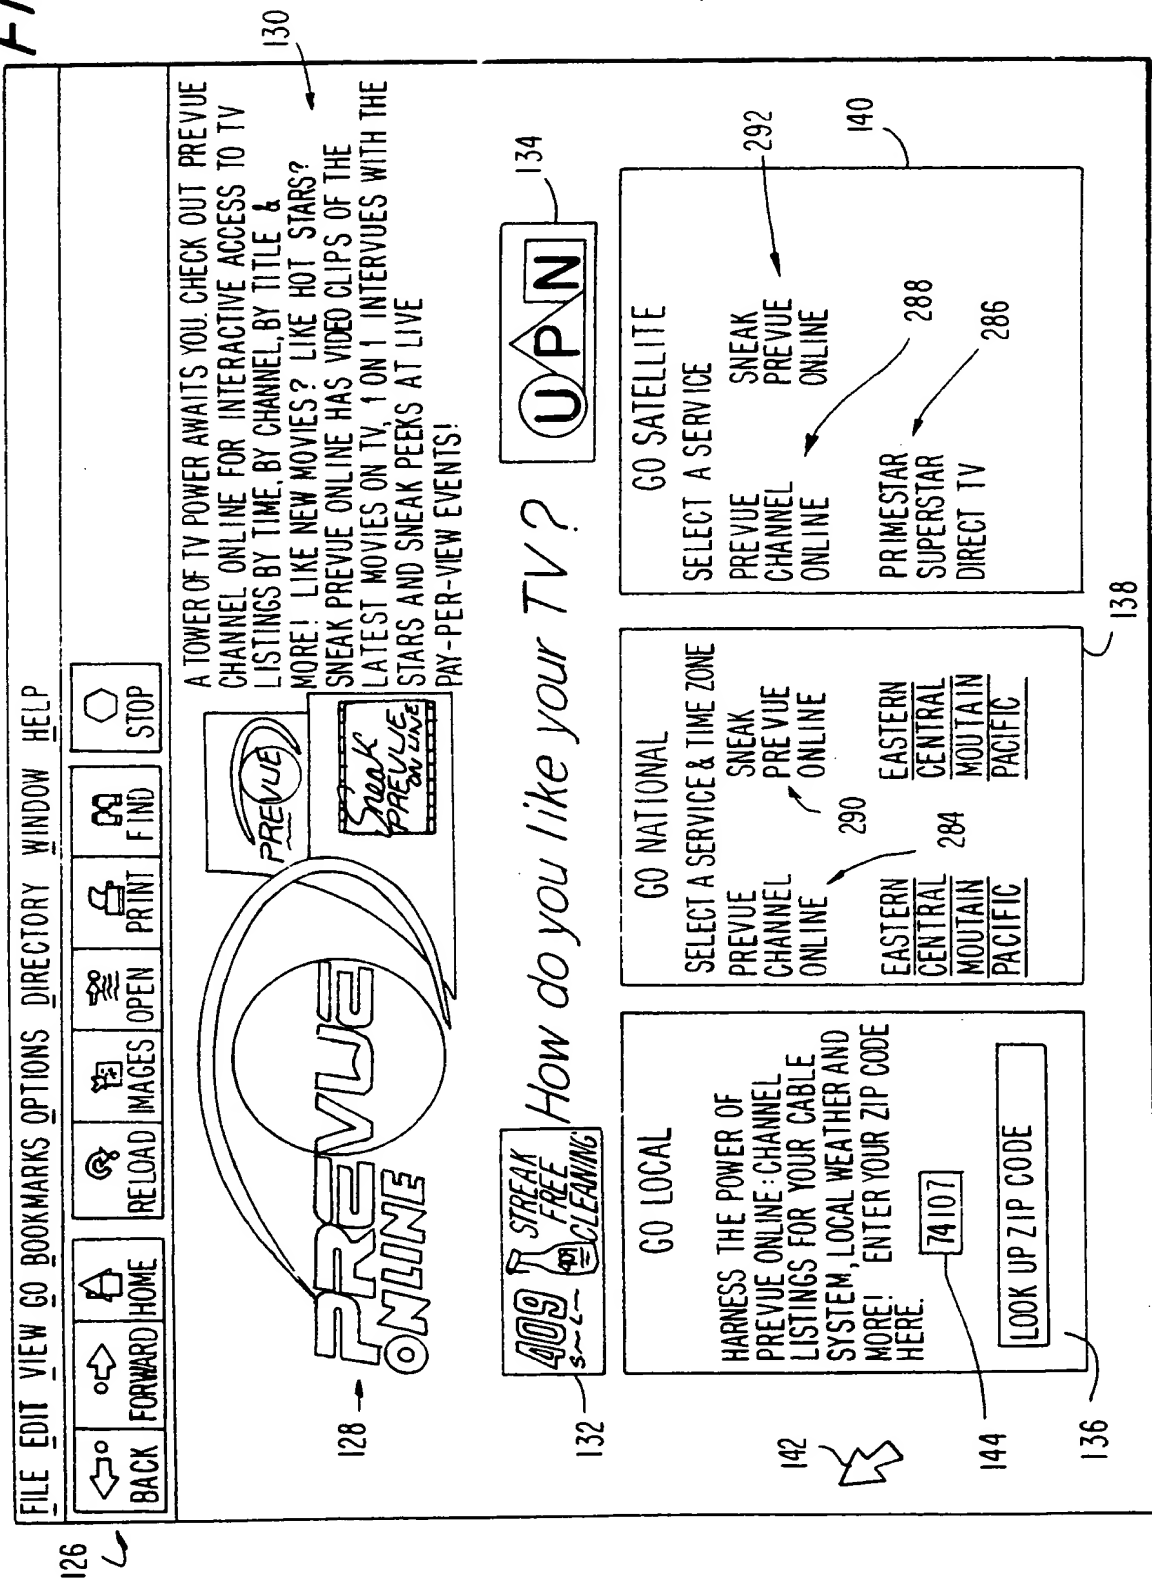 FI
FILE EDIT VIEW GO BOOKMARKS OPTIONS DIRECTORY WINDOW HELP
126
BACK FORWARD HOME RELOAD IMAGES OPEN PRINT FIND STOP
128
PREVUE
ONLINE
PREVUE
Sneak
PREVUE
ONLINE
A TOWER OF TV POWER AWAITS YOU. CHECK OUT PREVUE
CHANNEL ONLINE FOR INTERACTIVE ACCESS TO TV
LISTINGS BY TIME, BY CHANNEL, BY TITLE &
MORE! LIKE NEW MOVIES? LIKE HOT STARS?
SNEAK PREVUE ONLINE HAS VIDEO CLIPS OF THE
LATEST MOVIES ON TV, 1 ON 1 INTERVUES WITH THE
STARS AND SNEAK PEEKS AT LIVE
PAY-PER-VIEW EVENTS!
130
132
409
STREAK
FREE
CLEANING
409
How do you like your TV?
UPN
134
GO LOCAL
HARNESS THE POWER OF
PREVUE ONLINE: CHANNEL
LISTINGS FOR YOUR CABLE
SYSTEM, LOCAL WEATHER AND
MORE! ENTER YOUR ZIP CODE
HERE.
74107
LOOK UP ZIP CODE
142
144
136
GO NATIONAL
SELECT A SERVICE & TIME ZONE
PREVUE
CHANNEL
ONLINE
SNEAK
PREVUE
ONLINE
290
284
EASTERN
CENTRAL
MOUTAIN
PACIFIC
EASTERN
CENTRAL
MOUTAIN
PACIFIC
138
GO SATELLITE
SELECT A SERVICE
PREVUE
CHANNEL
ONLINE
SNEAK
PREVUE
ONLINE
292
288
PRIMESTAR
SUPERSTAR
DIRECT TV
286
140